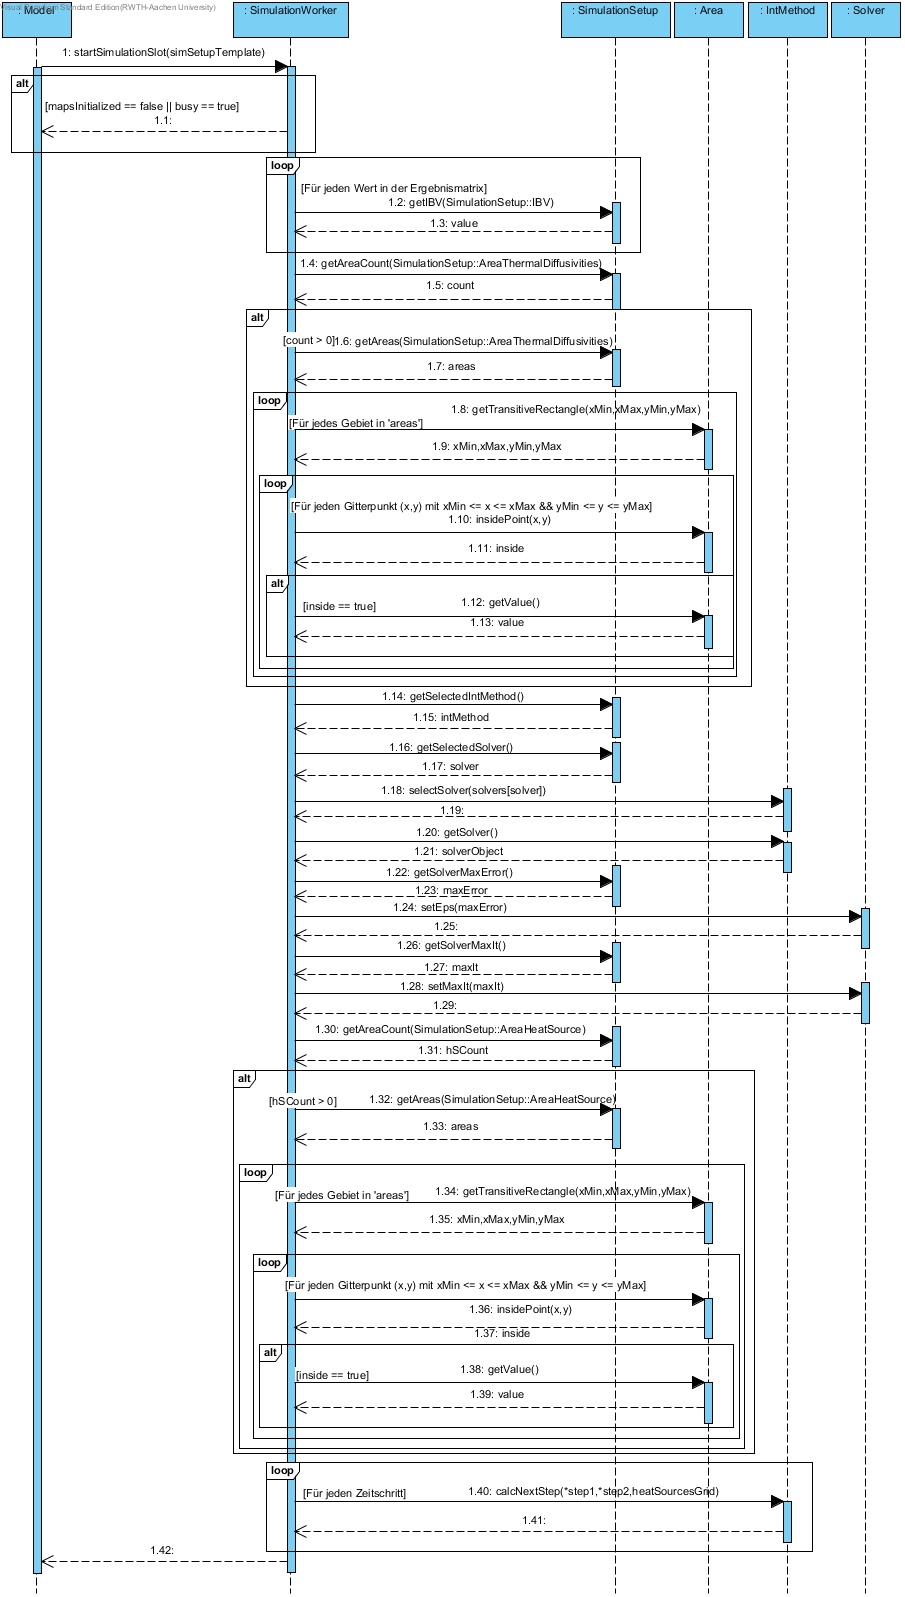 Visual Paradigm Standard Edition(RWTH-Aachen University)
: Model
: SimulationWorker
: SimulationSetup
: Area
: IntMethod
: Solver
1: startSimulationSlot(simSetupTemplate)
alt
[mapsInitialized == false || busy == true]
1.1:
loop
[Für jeden Wert in der Ergebnismatrix]
1.2: getIBV(SimulationSetup::IBV)
1.3: value
1.4: getAreaCount(SimulationSetup::AreaThermalDiffusivities)
1.5: count
alt
[count > 0]
1.6: getAreas(SimulationSetup::AreaThermalDiffusivities)
1.7: areas
loop
1.8: getTransitiveRectangle(xMin,xMax,yMin,yMax)
[Für jedes Gebiet in 'areas']
1.9: xMin,xMax,yMin,yMax
loop
[Für jeden Gitterpunkt (x,y) mit xMin <= x <= xMax && yMin <= y <= yMax]
1.10: insidePoint(x,y)
1.11: inside
alt
[inside == true]
1.12: getValue()
1.13: value
1.14: getSelectedIntMethod()
1.15: intMethod
1.16: getSelectedSolver()
1.17: solver
1.18: selectSolver(solvers[solver])
1.19:
1.20: getSolver()
1.21: solverObject
1.22: getSolverMaxError()
1.23: maxError
1.24: setEps(maxError)
1.25:
1.26: getSolverMaxIt()
1.27: maxIt
1.28: setMaxIt(maxIt)
1.29:
1.30: getAreaCount(SimulationSetup::AreaHeatSource)
1.31: hSCount
alt
[hSCount > 0]
1.32: getAreas(SimulationSetup::AreaHeatSource)
1.33: areas
loop
[Für jedes Gebiet in 'areas']
1.34: getTransitiveRectangle(xMin,xMax,yMin,yMax)
1.35: xMin,xMax,yMin,yMax
loop
[Für jeden Gitterpunkt (x,y) mit xMin <= x <= xMax && yMin <= y <= yMax]
1.36: insidePoint(x,y)
1.37: inside
alt
[inside == true]
1.38: getValue()
1.39: value
loop
[Für jeden Zeitschritt]
1.40: calcNextStep(*step1,*step2,heatSourcesGrid)
1.41:
1.42: